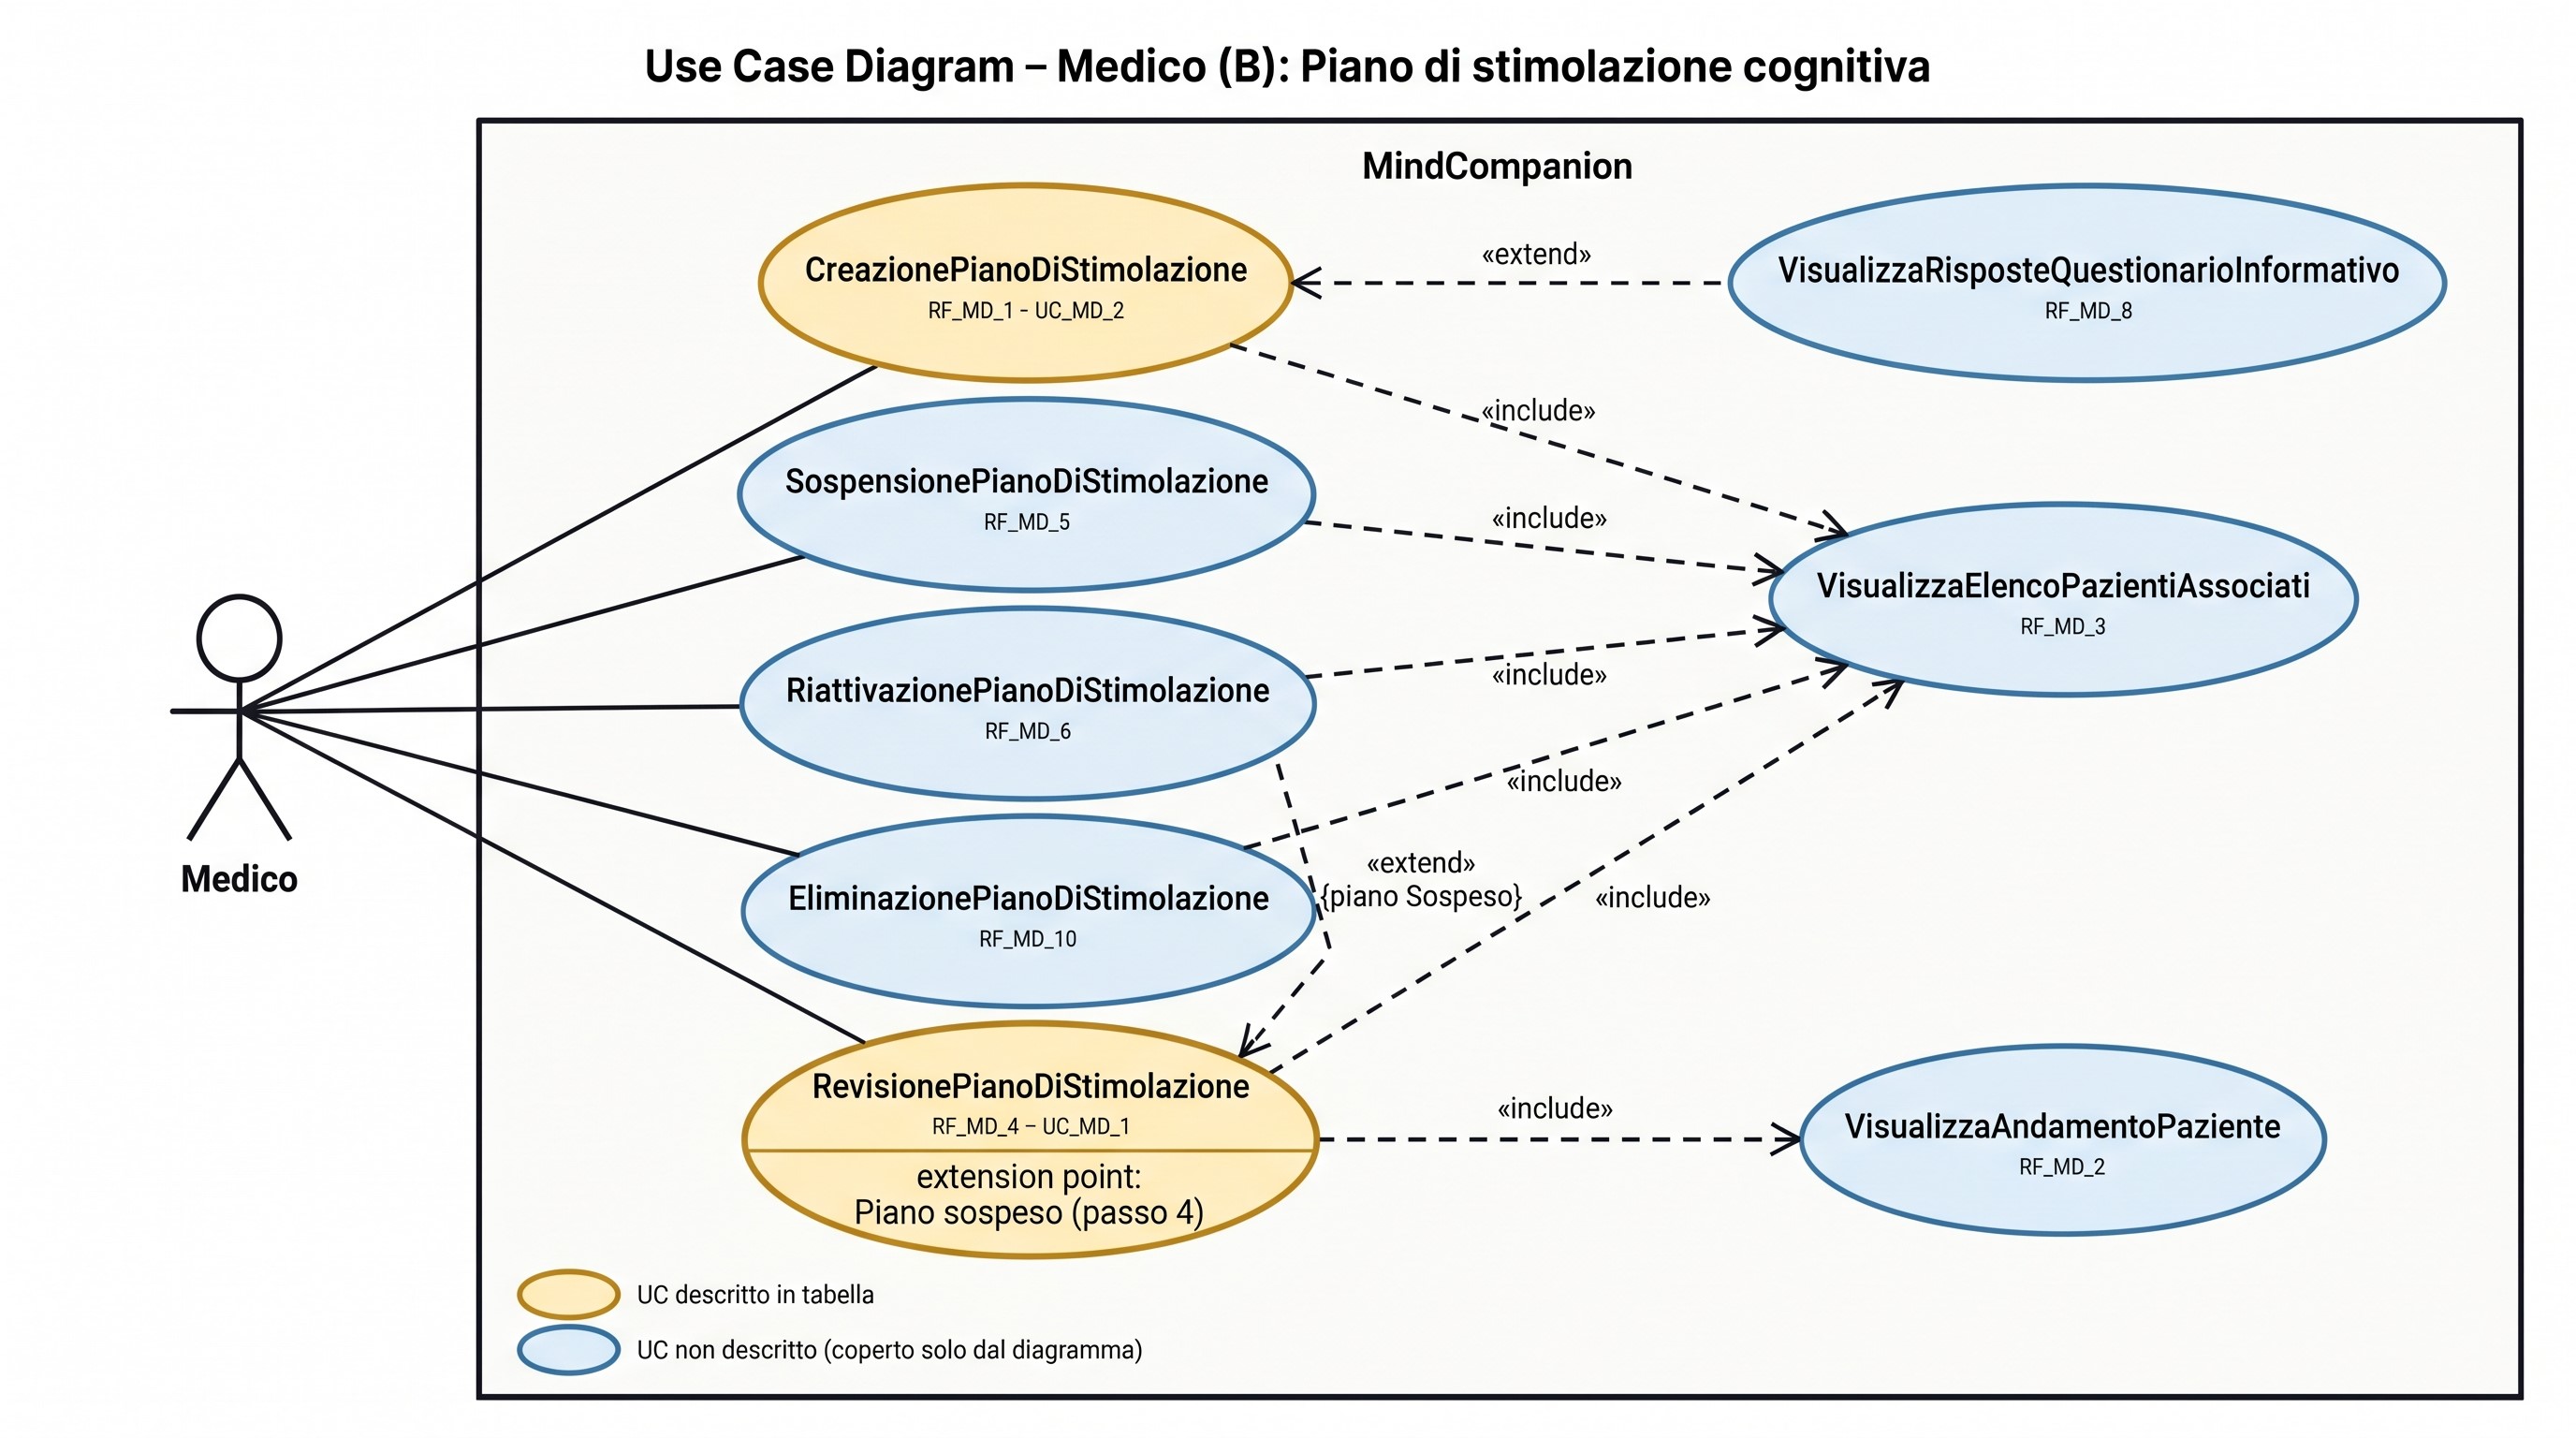 Use Case Diagram – Medico (B): Piano di stimolazione cognitiva
MindCompanion
CreazionePianoDiStimolazione
RF_MD_1 - UC_MD_2
«extend»
VisualizzaRisposteQuestionarioInformativo
RF_MD_8
«include»
SospensionePianoDiStimolazione
RF_MD_5
«include»
VisualizzaElencoPazientiAssociati
RF_MD_3
RiattivazionePianoDiStimolazione
RF_MD_6
«include»
«include»
Medico
EliminazionePianoDiStimolazione
RF_MD_10
«extend»
{piano Sospeso}
«include»
RevisionePianoDiStimolazione
RF_MD_4 – UC_MD_1
extension point:
Piano sospeso (passo 4)
«include»
VisualizzaAndamentoPaziente
RF_MD_2
UC descritto in tabella
UC non descritto (coperto solo dal diagramma)